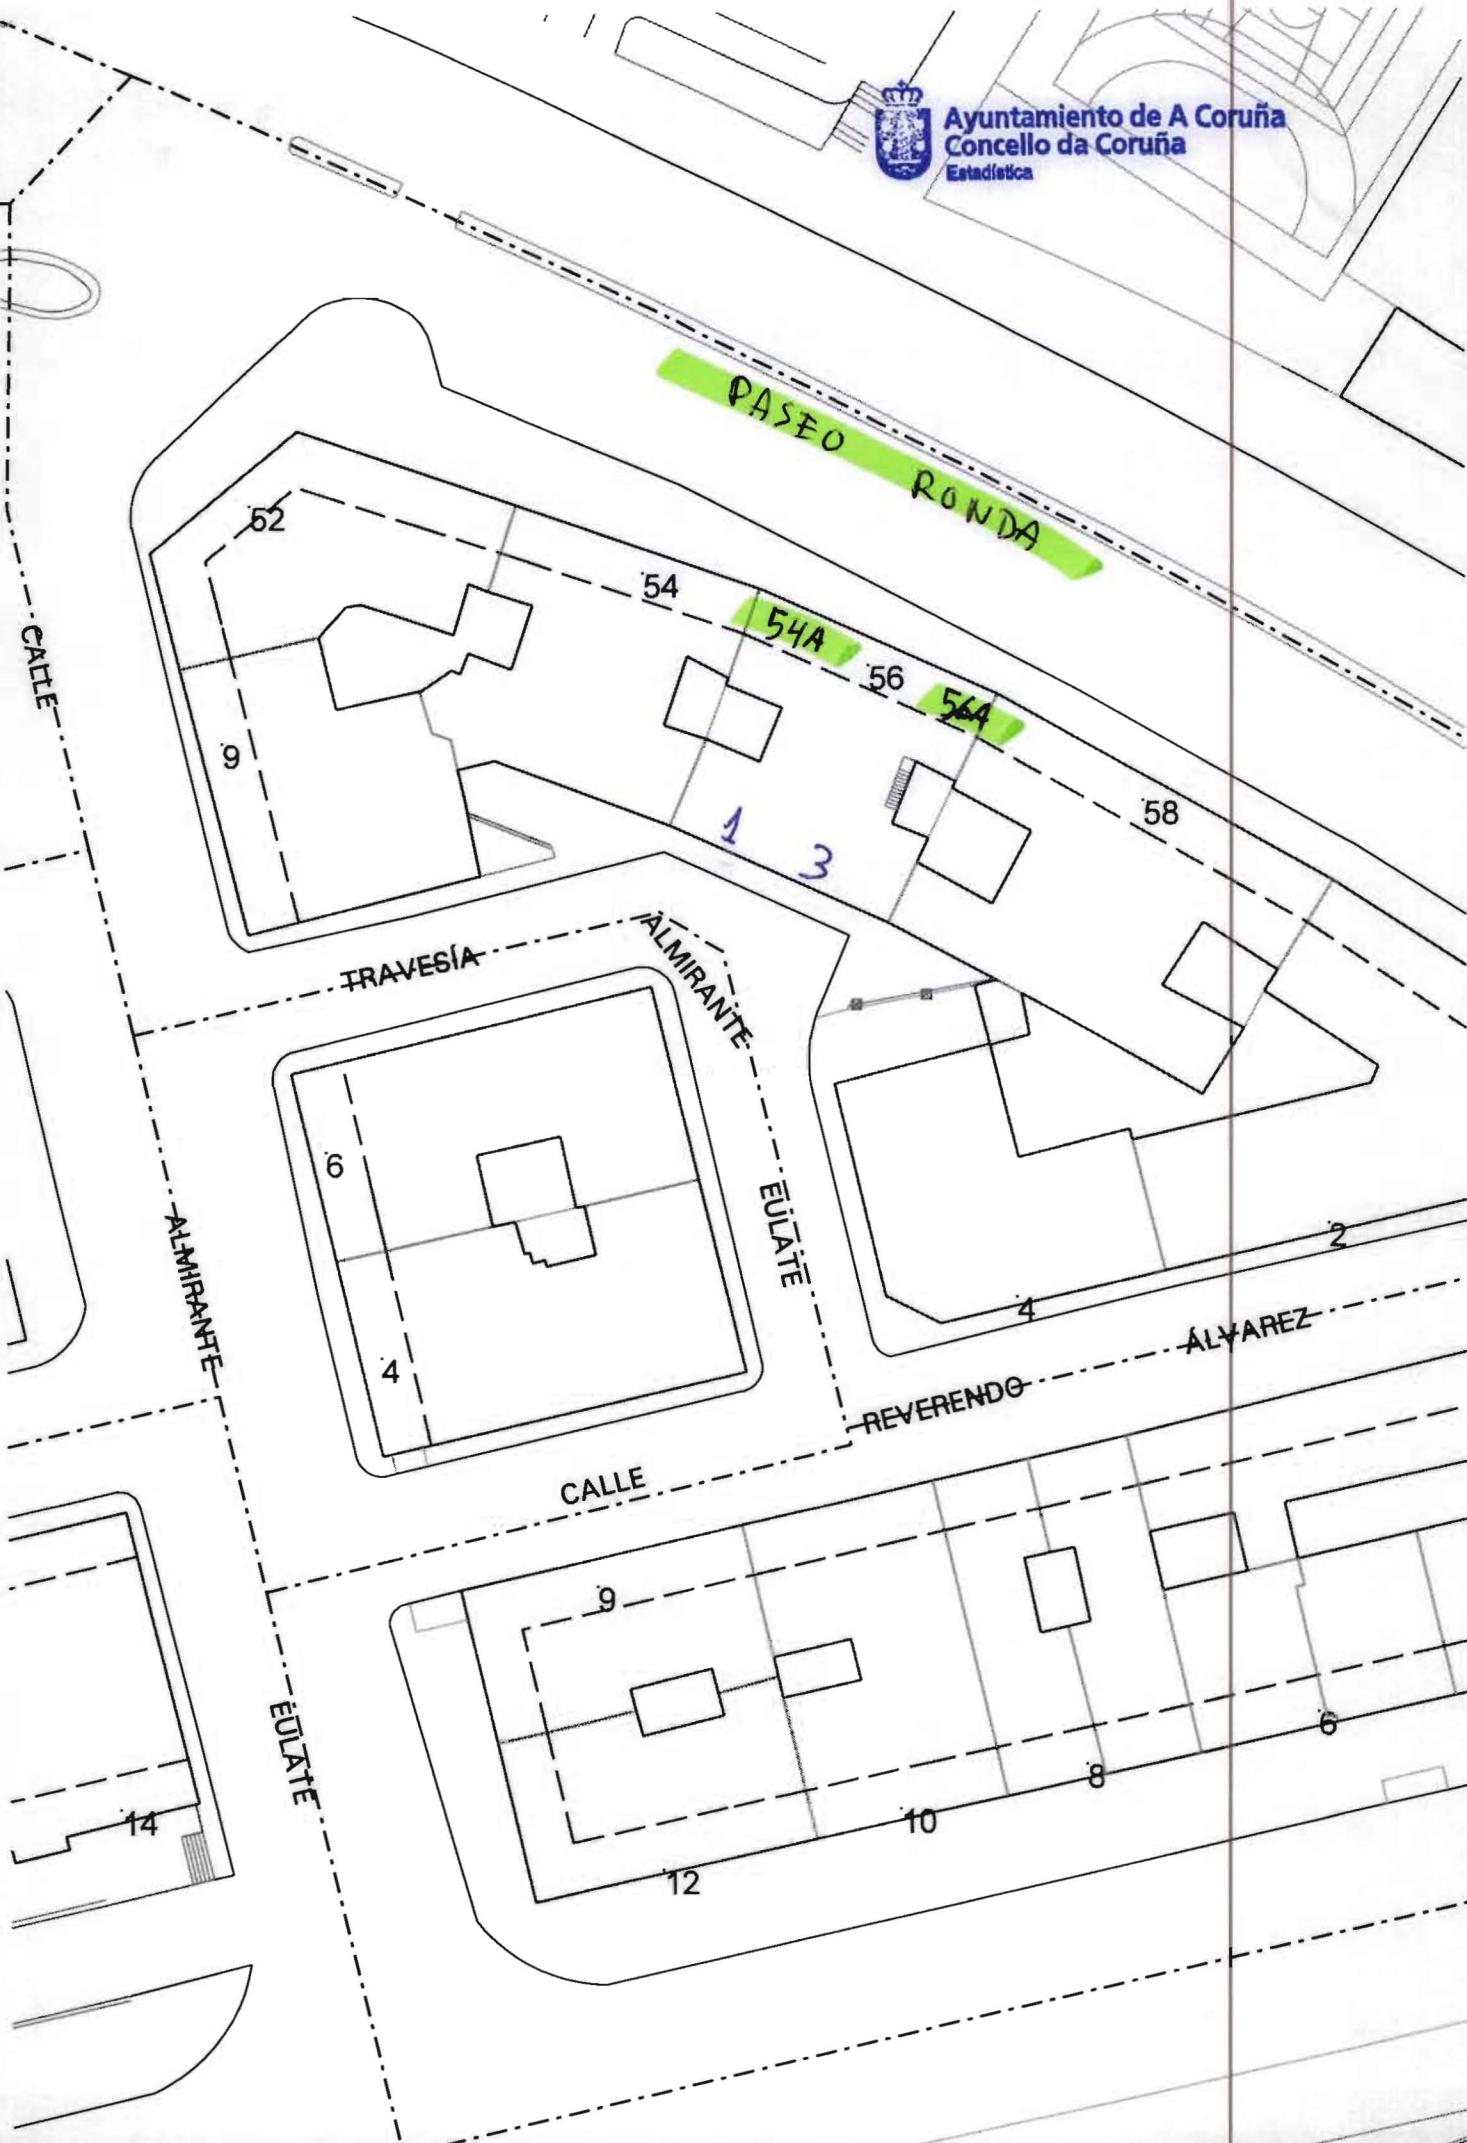 Ayuntamiento de A Coruña
Concello da Coruña
Estadística
PASEO RONDA
52
54
54A
56
56A
58
CALLE
9
1
3
TRAVESÍA
ALMIRANTE
EULATE
6
4
2
4
ALMIRANTE
REVERENDO
ÁLVAREZ
CALLE
9
EULATE
6
8
10
12
14